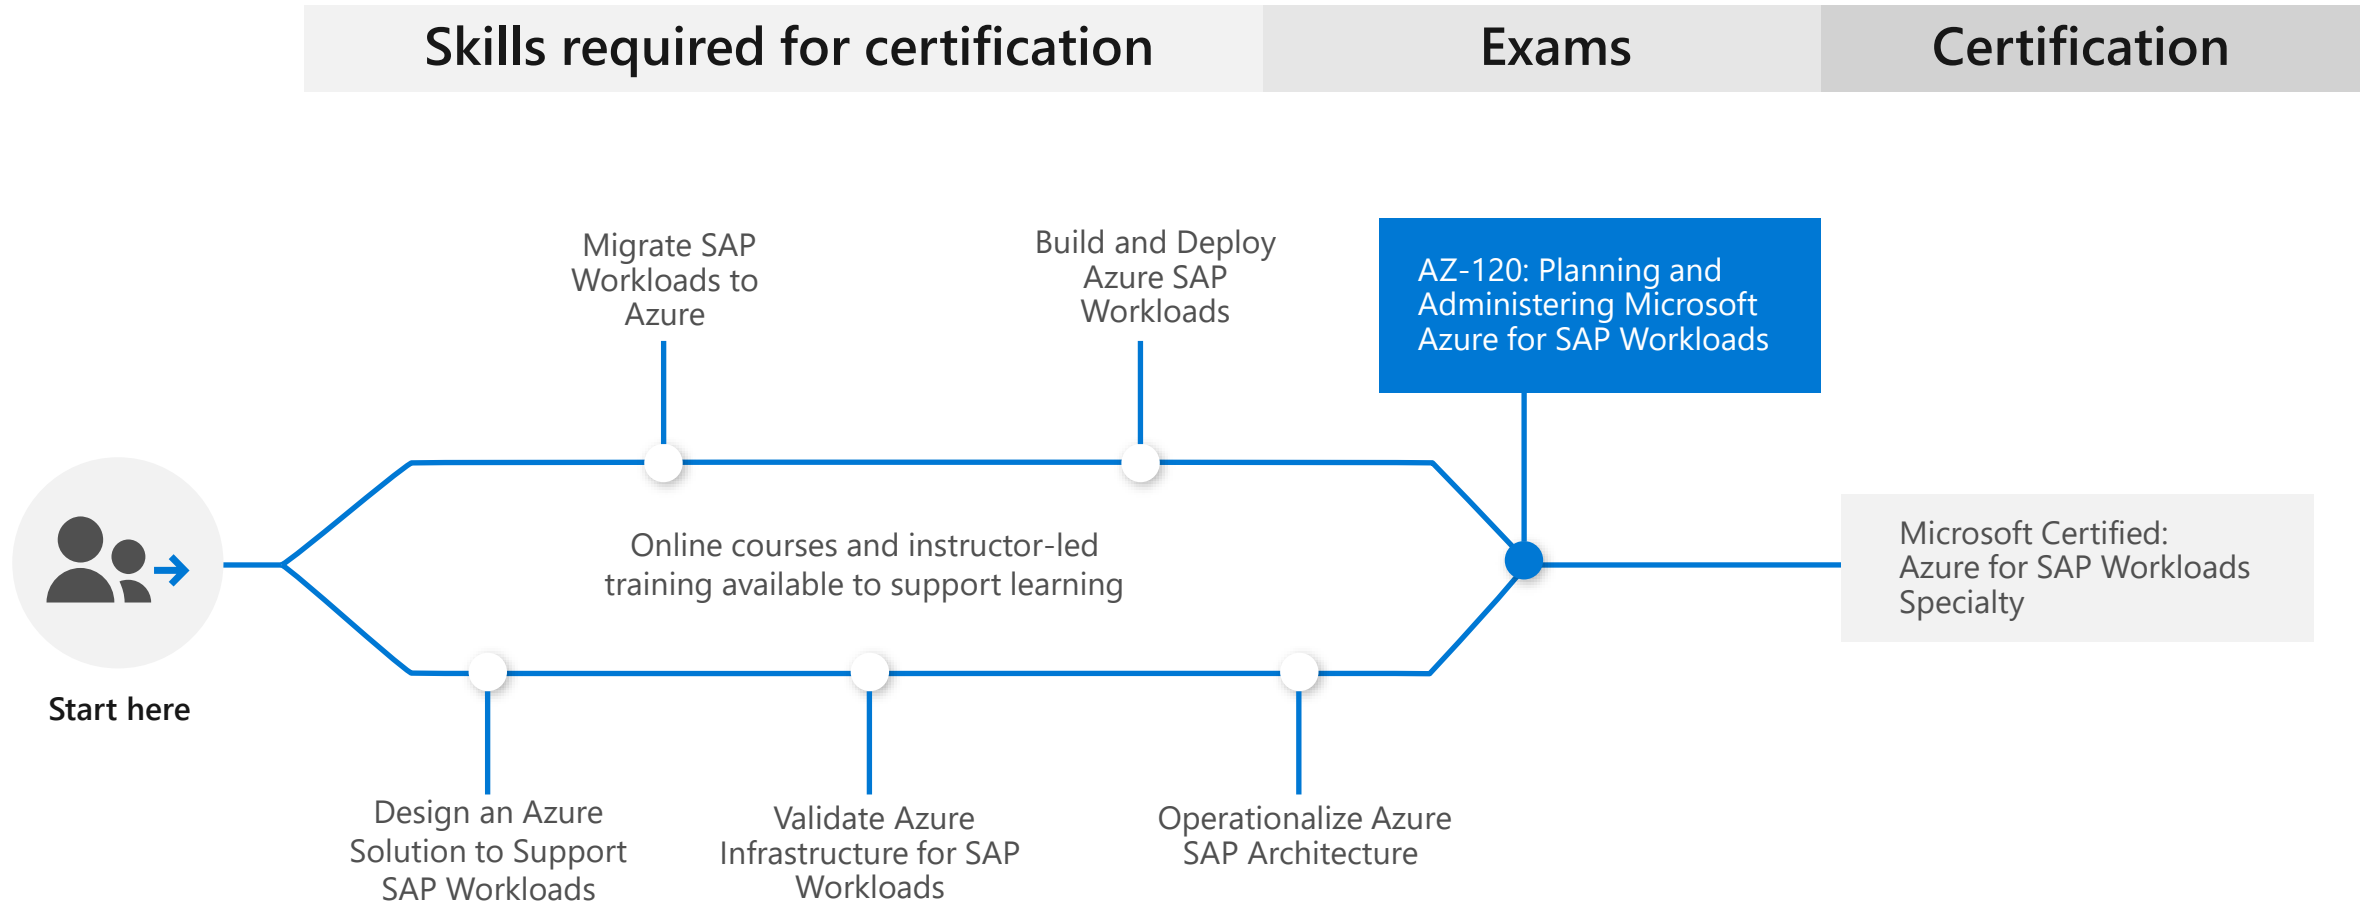 Skills required for certification
Exams
Certification
Migrate SAP
Workloads to
Azure
Build and Deploy
Azure SAP
Workloads
AZ-120: Planning and
Administering Microsoft
Azure for SAP Workloads
Online courses and instructor-led
training available to support learning
Microsoft Certified:
Azure for SAP Workloads
Specialty
Start here
Design an Azure
Solution to Support
SAP Workloads
Validate Azure
Infrastructure for SAP
Workloads
Operationalize Azure
SAP Architecture